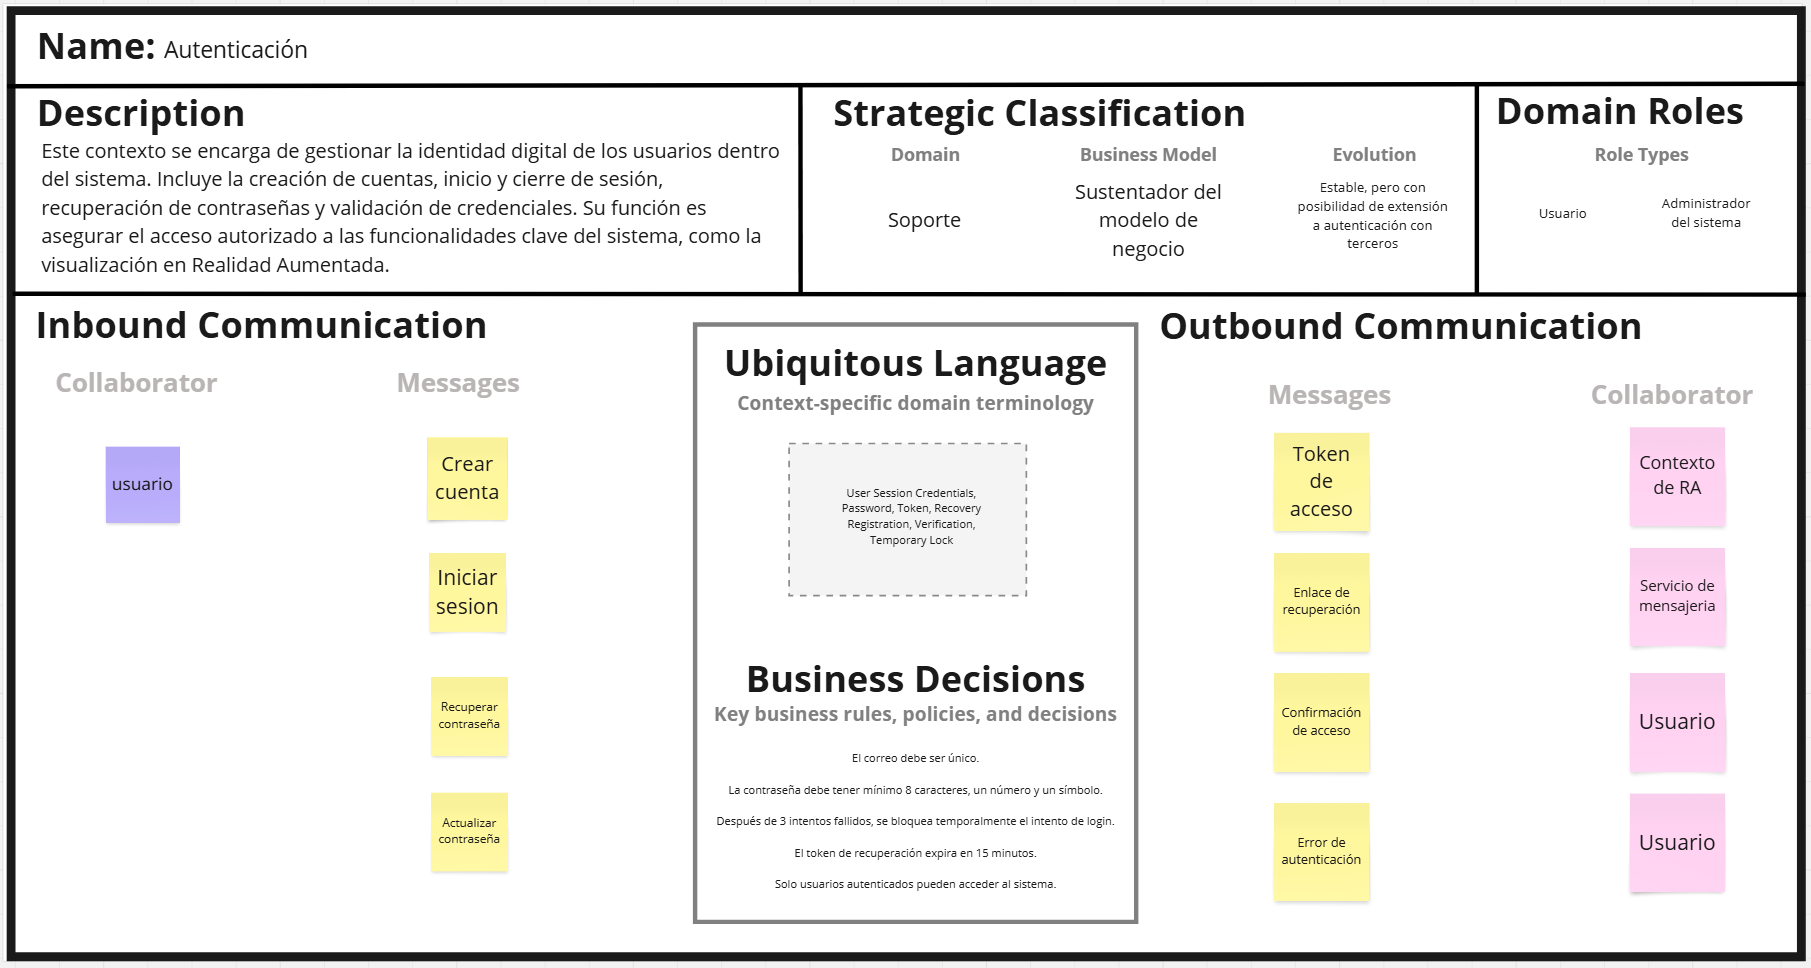 Name: Autenticación
Description
Este contexto se encarga de gestionar la identidad digital de los usuarios dentro
del sistema. Incluye la creación de cuentas, inicio y cierre de sesión,
recuperación de contraseñas y validación de credenciales. Su función es
asegurar el acceso autorizado a las funcionalidades clave del sistema, como la
visualización en Realidad Aumentada.
Strategic Classification
Domain
Soporte
Business Model
Sustentador del
modelo de
negocio
Evolution
Estable, pero con
posibilidad de extensión
a autenticación con
terceros
Domain Roles
Role Types
Usuario
Administrador
del sistema
Inbound Communication
Collaborator
usuario
Messages
Crear
cuenta
Iniciar
sesion
Recuperar
contraseña
Actualizar
contraseña
Ubiquitous Language
Context-specific domain terminology
User Session Credentials,
Password, Token, Recovery
Registration, Verification,
Temporary Lock
Business Decisions
Key business rules, policies, and decisions
El correo debe ser único.
La contraseña debe tener mínimo 8 caracteres, un número y un símbolo.
Después de 3 intentos fallidos, se bloquea temporalmente el intento de login.
El token de recuperación expira en 15 minutos.
Solo usuarios autenticados pueden acceder al sistema.
Outbound Communication
Messages
Token
de
acceso
Enlace de
recuperación
Confirmación
de acceso
Error de
autenticación
Collaborator
Contexto
de RA
Servicio de
mensajeria
Usuario
Usuario